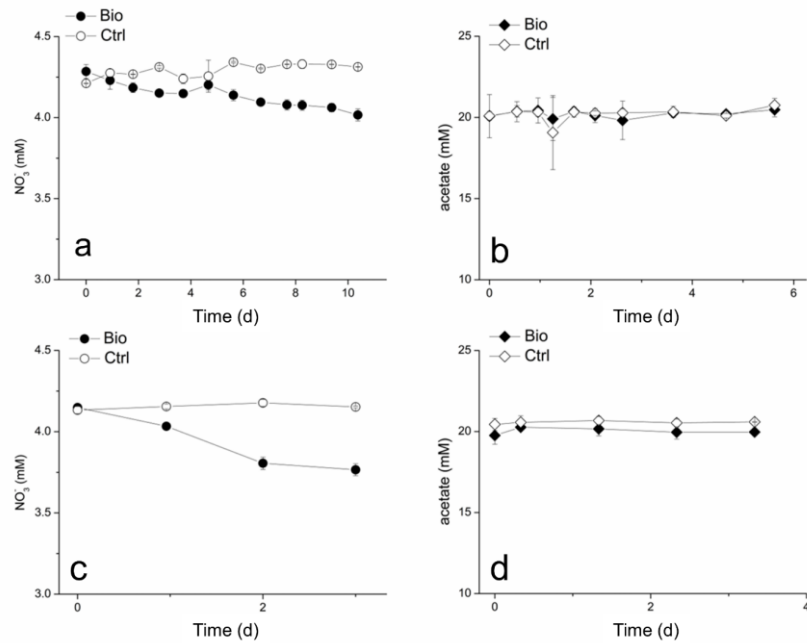 Bio
Ctrl
4.5
4.0
4.25
3.0
NO₃⁻ (mM)
a
0 2 4 6 8 10
Time (d)
Bio
Ctrl
25
20
15
10
acetate (mM)
b
0 2 4 6
Time (d)
Bio
Ctrl
4.5
4.0
3.5
3.0
NO₃⁻ (mM)
c
0 2
Time (d)
Bio
Ctrl
25
20
15
10
acetate (mM)
d
0 2 4
Time (d)